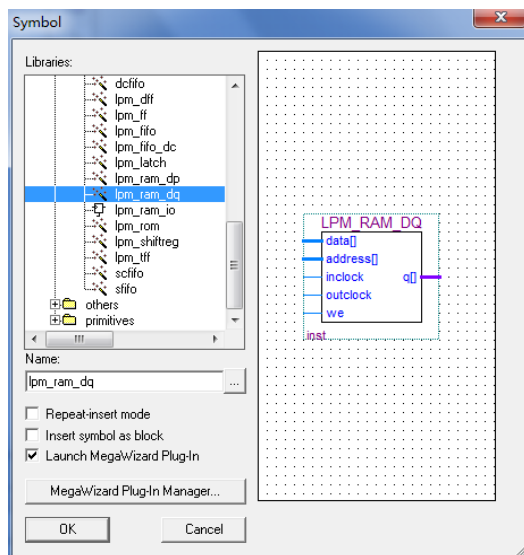 Symbol
Libraries:
dcfifo
lpm_dff
lpm_ff
lpm_fifo
lpm_fifo_dc
lpm_latch
lpm_ram_dp
lpm_ram_dq
lpm_ram_io
lpm_rom
lpm_shiftreg
lpm_tff
scfifo
sfifo
others
primitives
Name:
lpm_ram_dq
...
Repeat-insert mode
Insert symbol as block
Launch MegaWizard Plug-In
MegaWizard Plug-In Manager...
OK Cancel
LPM_RAM_DQ
data[]
address[]
inclock q[]
outclock
we
inst